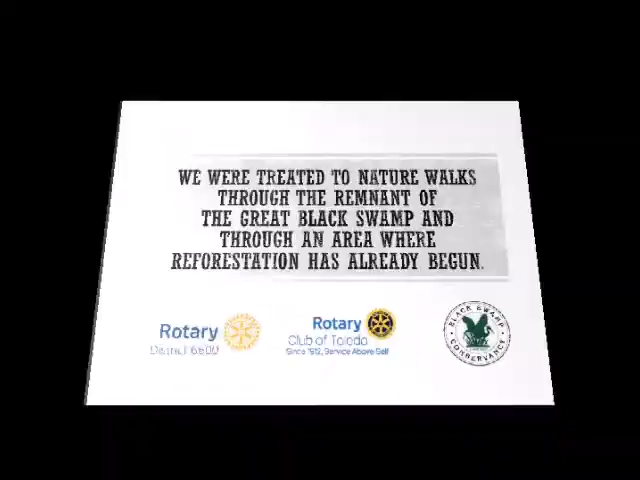 WE WERE TREATED TO NATURE WALKS
THROUGH THE REMNANT OF
THE GREAT BLACK SWAMP AND
THROUGH AN AREA WHERE
REFORESTATION HAS ALREADY BEGUN.
Rotary
District 6600
Rotary
Club of Toledo
Since 1912, Service Above Self
BLACK SWAMP
CONSERVANCY